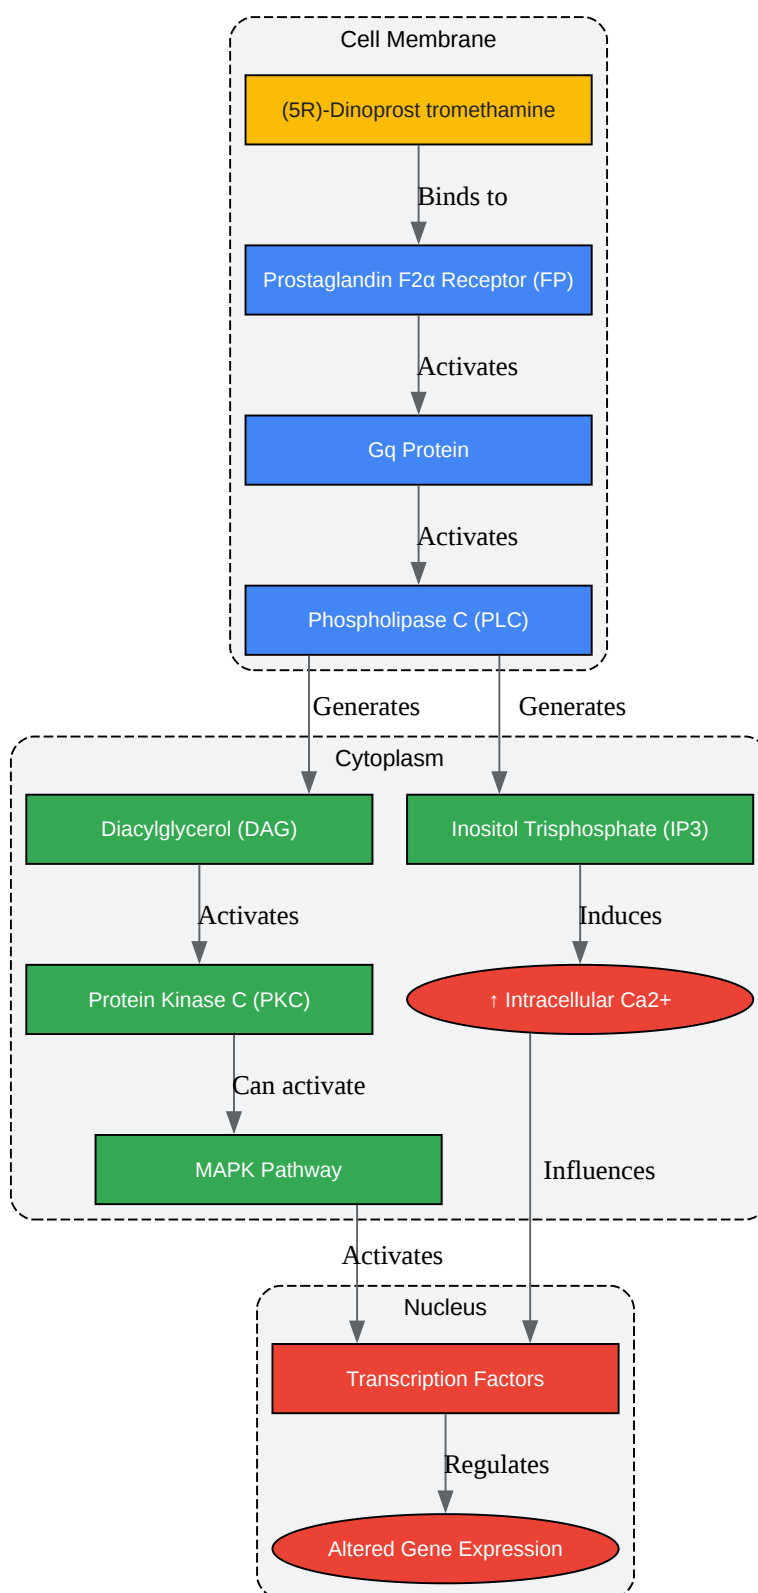 Cell Membrane
(5R)-Dinoprost tromethamine
Binds to
Prostaglandin F2α Receptor (FP)
Activates
Gq Protein
Activates
Phospholipase C (PLC)
Generates
Generates
Cytoplasm
Diacylglycerol (DAG)
Inositol Trisphosphate (IP3)
Activates
Induces
Protein Kinase C (PKC)
↑ Intracellular Ca2+
Can activate
MAPK Pathway
Influences
Activates
Nucleus
Transcription Factors
Regulates
Altered Gene Expression